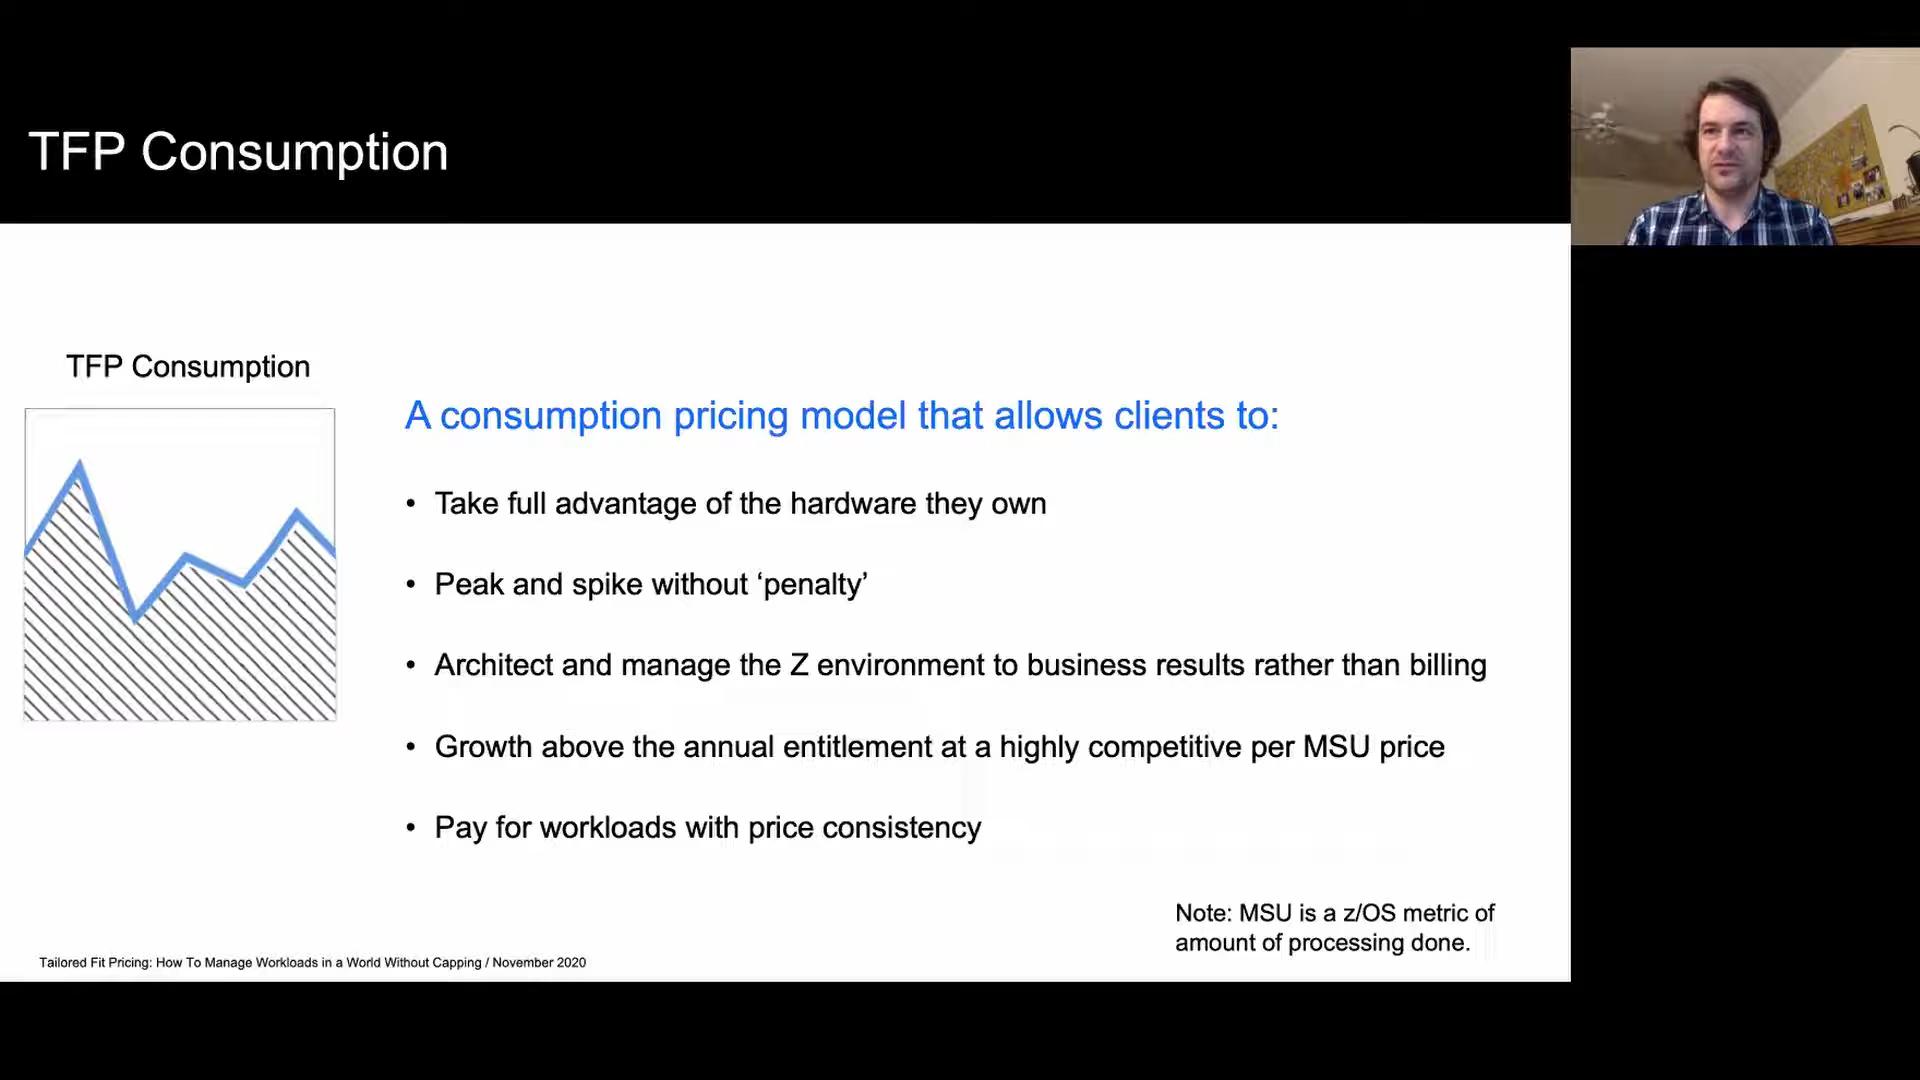 TFP Consumption
TFP Consumption
A consumption pricing model that allows clients to:
• Take full advantage of the hardware they own
• Peak and spike without ‘penalty’
• Architect and manage the Z environment to business results rather than billing
• Growth above the annual entitlement at a highly competitive per MSU price
• Pay for workloads with price consistency
Note: MSU is a z/OS metric of
amount of processing done.
Tailored Fit Pricing: How To Manage Workloads in a World Without Capping / November 2020